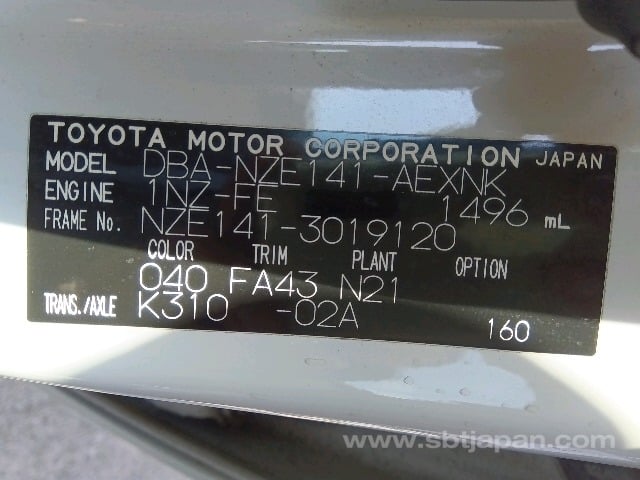 TOYOTA MOTOR CORPORATION JAPAN
MODEL DBA-NZE141-AEXNK
ENGINE 1NZ-FE 1496 mL
FRAME No. NZE141-3019120
COLOR TRIM PLANT OPTION
040 FA43 N21
TRANS./AXLE K310 -02A 160
www.sbtjapan.com